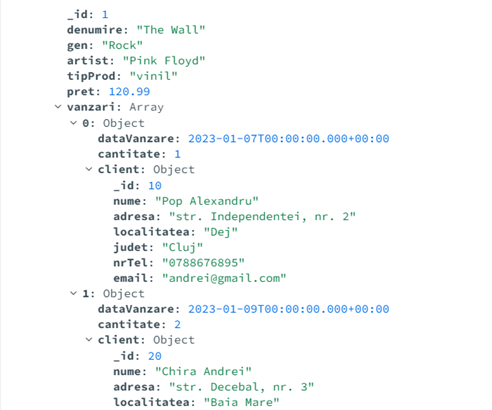 _id: 1
denumire: "The Wall"
gen: "Rock"
artist: "Pink Floyd"
tipProd: "vinil"
pret: 120.99
vanzari: Array
0: Object
dataVanzare: 2023-01-07T00:00:00.000+00:00
cantitate: 1
client: Object
_id: 10
nume: "Pop Alexandru"
adresa: "str. Independentei, nr. 2"
localitatea: "Dej"
judet: "Cluj"
nrTel: "0788676895"
email: "andrei@gmail.com"
1: Object
dataVanzare: 2023-01-09T00:00:00.000+00:00
cantitate: 2
client: Object
_id: 20
nume: "Chira Andrei"
adresa: "str. Decebal, nr. 3"
localitatea: "Baia Mare"